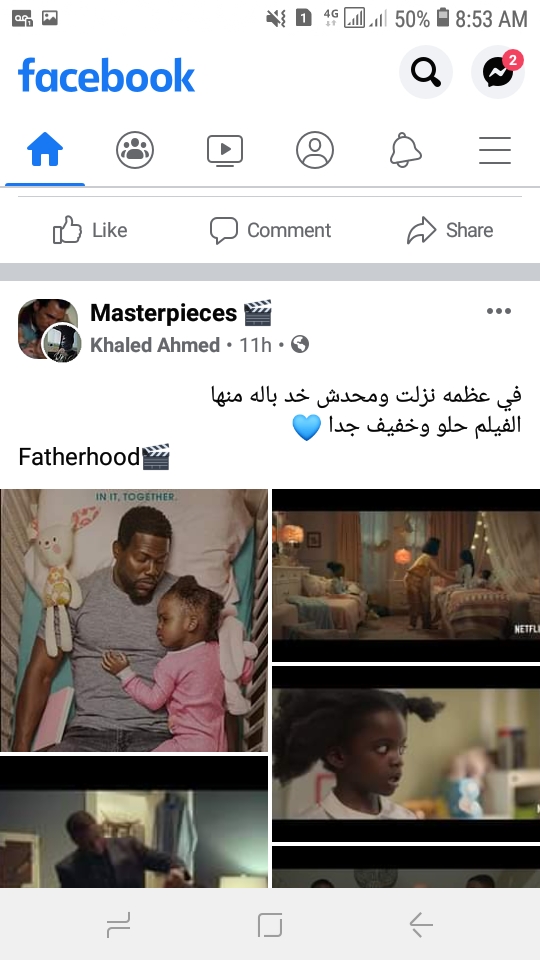 4G
1
50%
8:53 AM
facebook
2
Like
Comment
Share
Masterpieces 🎬
Khaled Ahmed • 11h •
في عظمه نزلت ومحدش خد باله منها
الفيلم حلو وخفيف جدا 💙
Fatherhood🎬
IN IT, TOGETHER.
NETFLI